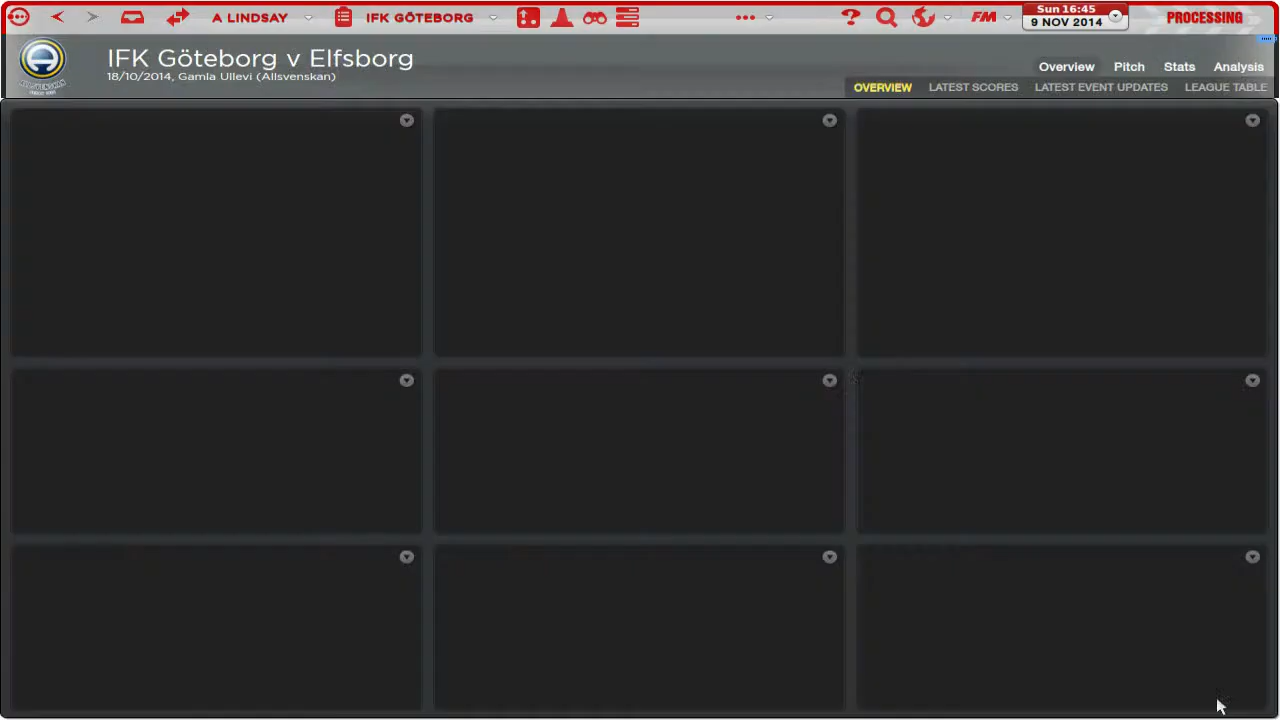 A LINDSAY
IFK GÖTEBORG
?
FM
Sun 16:45
9 NOV 2014
PROCESSING
IFK Göteborg v Elfsborg
18/10/2014, Gamla Ullevi (Allsvenskan)
Overview
Pitch
Stats
Analysis
OVERVIEW
LATEST SCORES
LATEST EVENT UPDATES
LEAGUE TABLE
ALLSVENSKAN